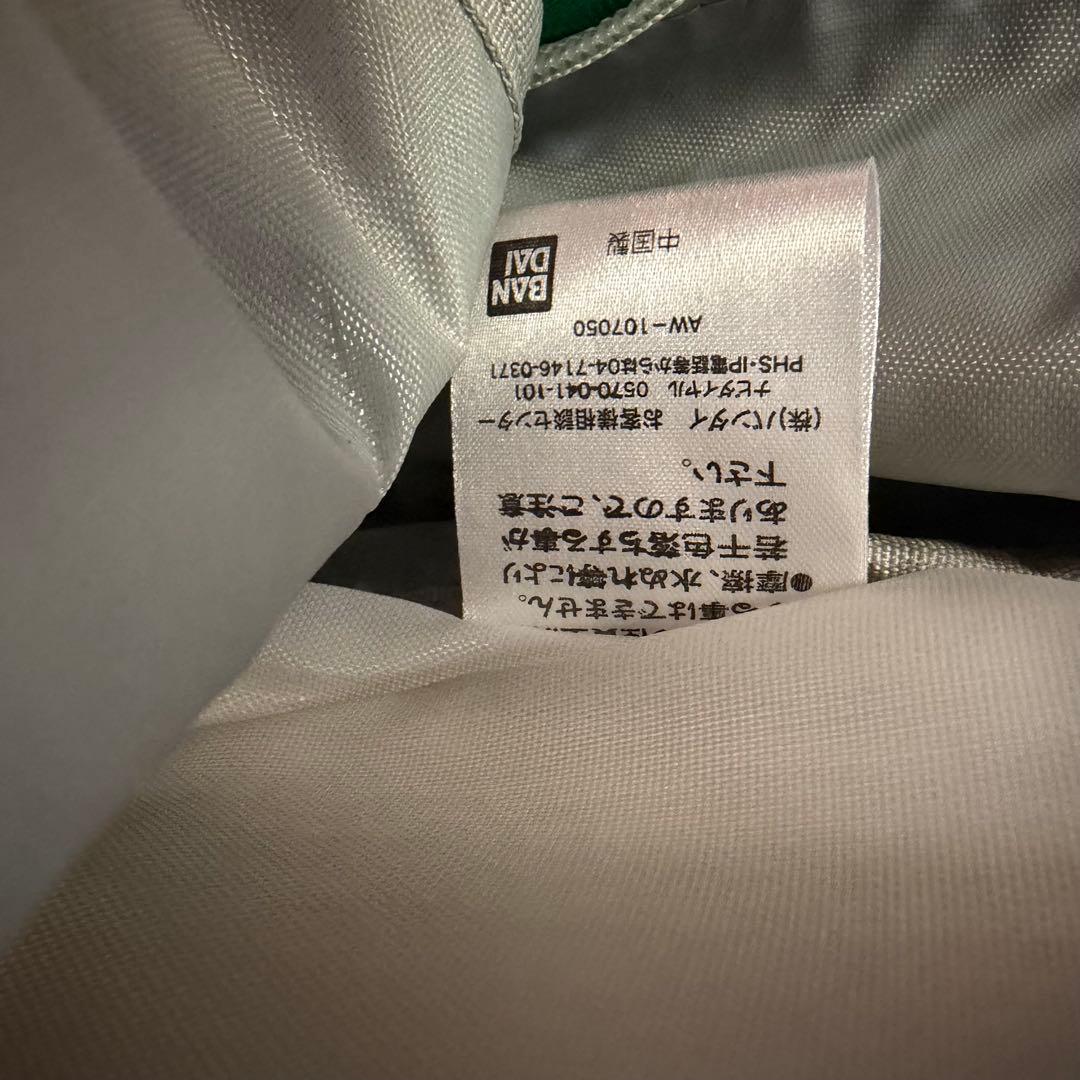 る事はできません。
●摩擦、水ぬれ等により
若干色落ちする事が
ありますので、ご注意
下さい。
(株)バンダイ お客様相談センター
ナビダイヤル 0570-041-101
PHS・IP電話等からは04-7146-0371
AW-107050
BAN
DAI
中国製